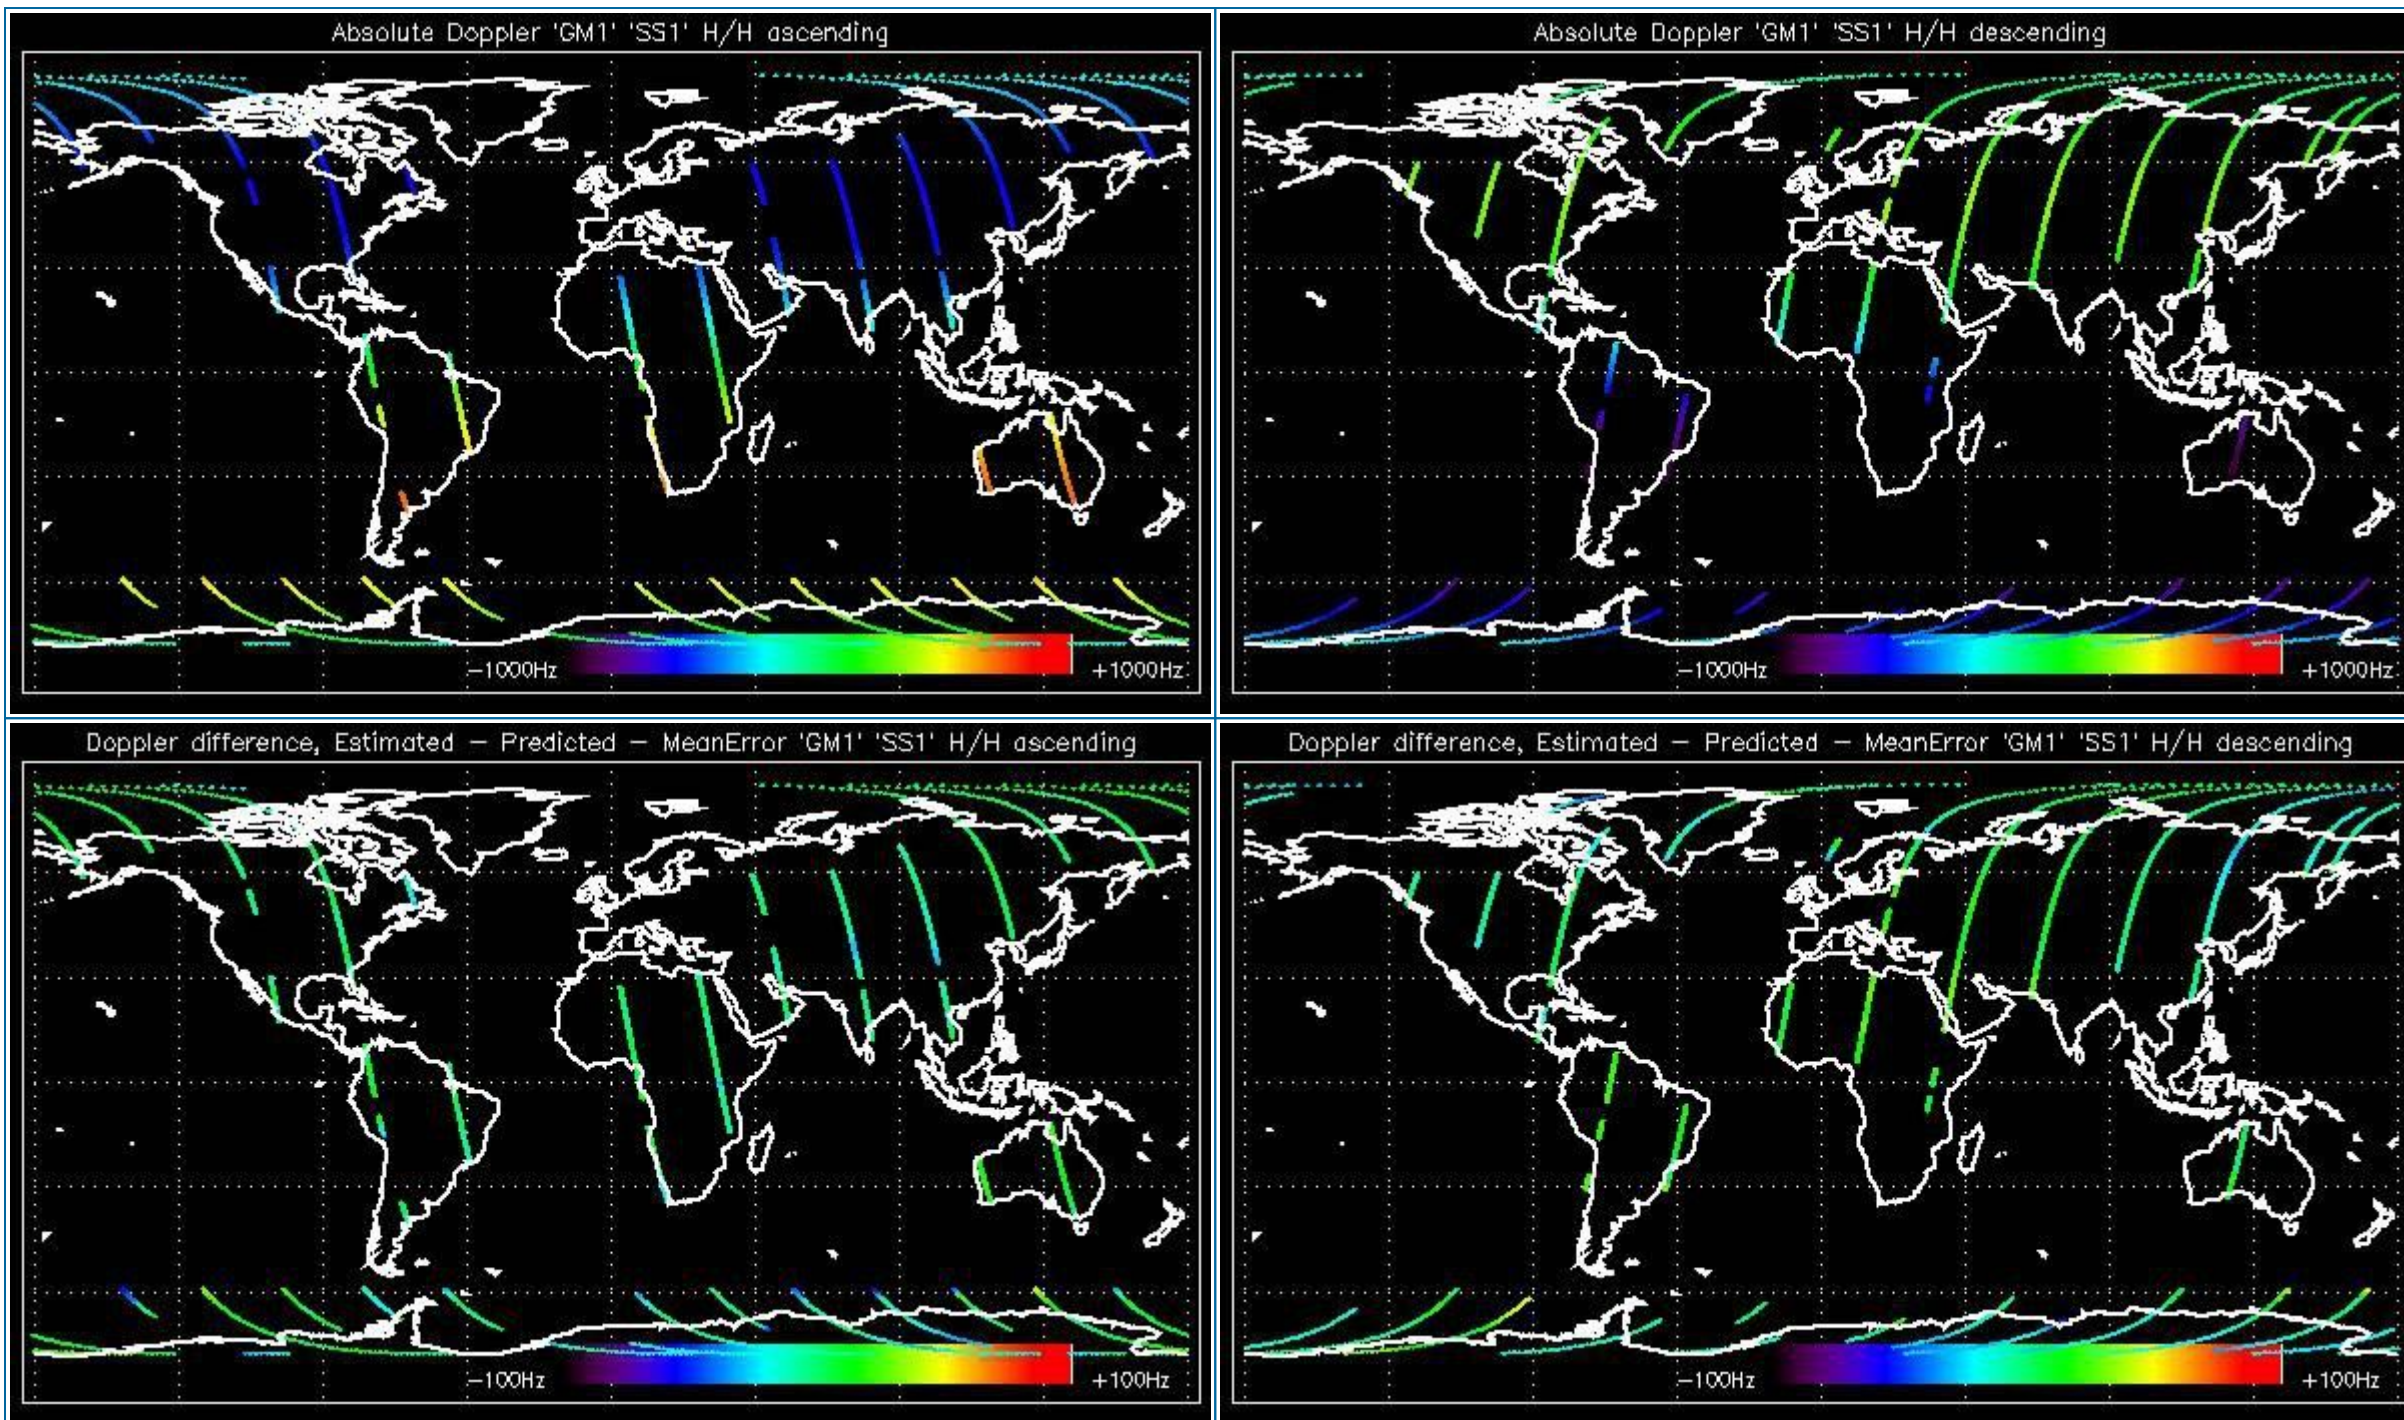 Absolute Doppler 'GM1' 'SS1' H/H ascending
-1000Hz
+1000Hz
Absolute Doppler 'GM1' 'SS1' H/H descending
-1000Hz
+1000Hz
Doppler difference, Estimated - Predicted - MeanError 'GM1' 'SS1' H/H ascending
-100Hz
+100Hz
Doppler difference, Estimated - Predicted - MeanError 'GM1' 'SS1' H/H descending
-100Hz
+100Hz